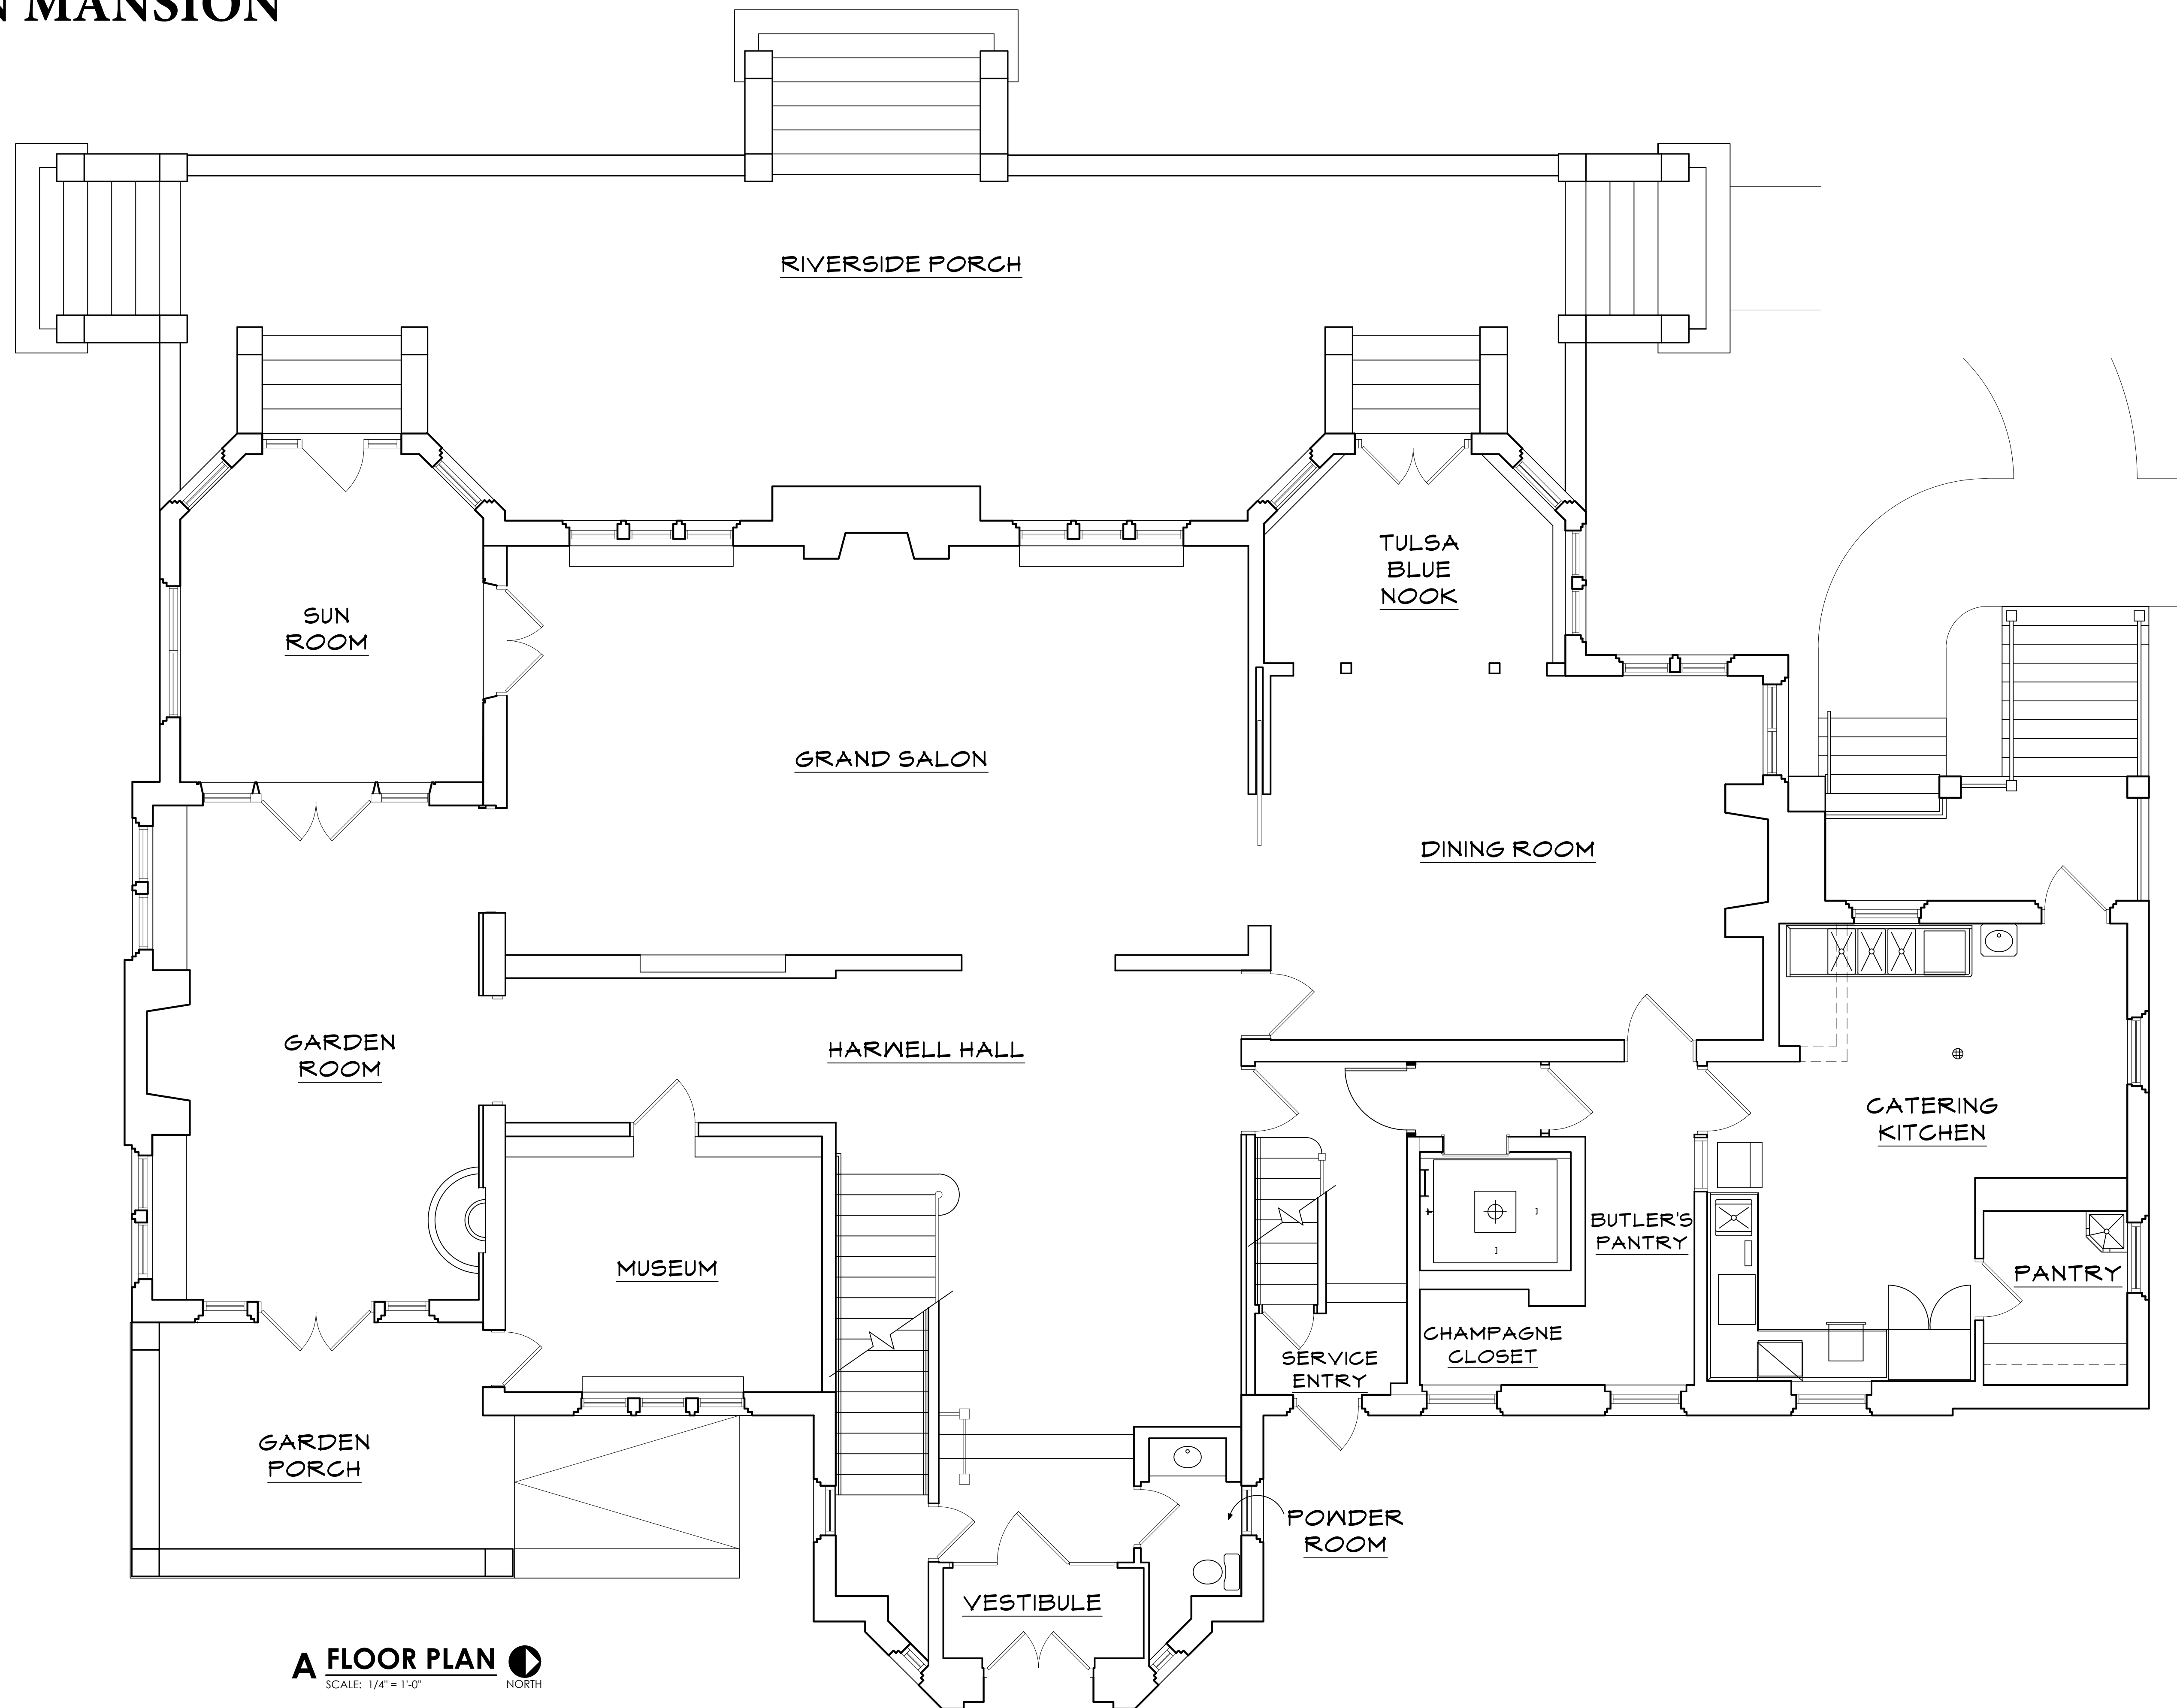 N MANSION
RIVERSIDE PORCH
TULSA
BLUE
NOOK
SUN
ROOM
GRAND SALON
DINING ROOM
GARDEN
ROOM
HARWELL HALL
CATERING
KITCHEN
MUSEUM
BUTLER'S
PANTRY
PANTRY
CHAMPAGNE
CLOSET
SERVICE
ENTRY
GARDEN
PORCH
POWDER
ROOM
VESTIBULE
A FLOOR PLAN
SCALE: 1/4" = 1'-0"
NORTH